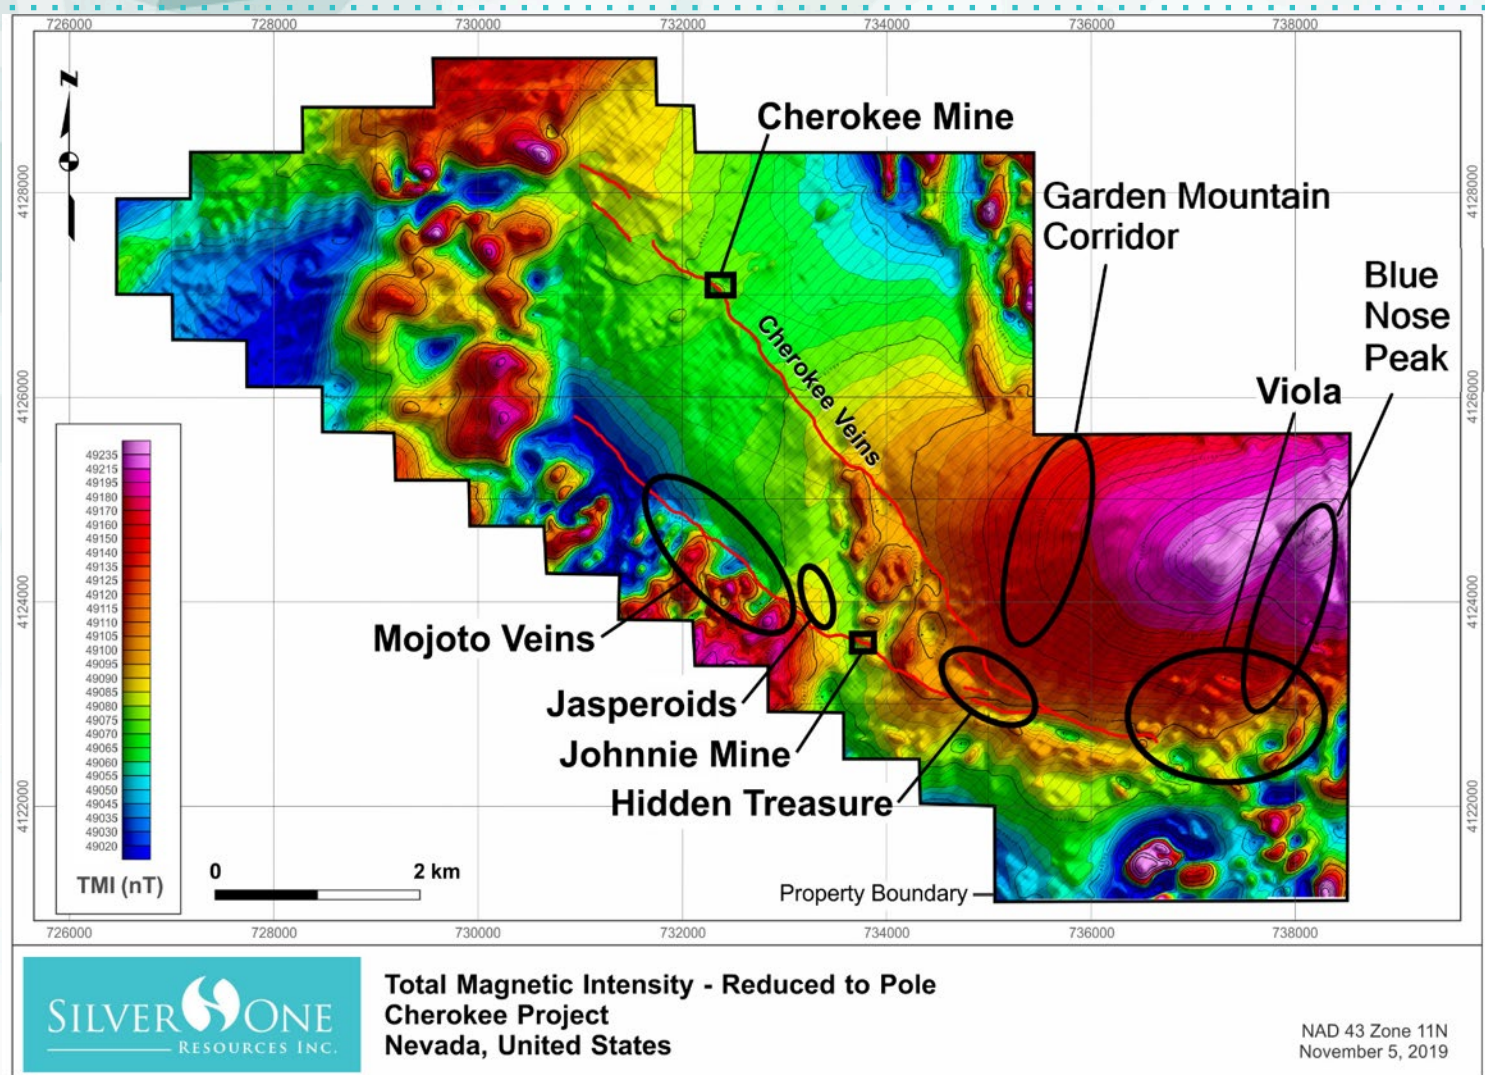 726000 728000 730000 732000 734000 736000 738000
N
Cherokee Mine
4128000
4128000
Garden Mountain
Corridor
Blue
Nose
Peak
Cherokee Veins
Viola
4126000
4126000
49235
49215
49195
49180
49170
49160
49150
49140
49135
49125
49120
49115
49110
49105
49100
49095
49090
49085
49080
49075
49070
49065
49060
49055
49050
49045
49035
49030
49020
TMI (nT)
4124000
4124000
Mojoto Veins
Jasperoids
Johnnie Mine
Hidden Treasure
4122000
4122000
0 2 km
Property Boundary
726000 728000 730000 732000 734000 736000 738000
SILVER ONE
RESOURCES INC.
Total Magnetic Intensity - Reduced to Pole
Cherokee Project
Nevada, United States
NAD 43 Zone 11N
November 5, 2019